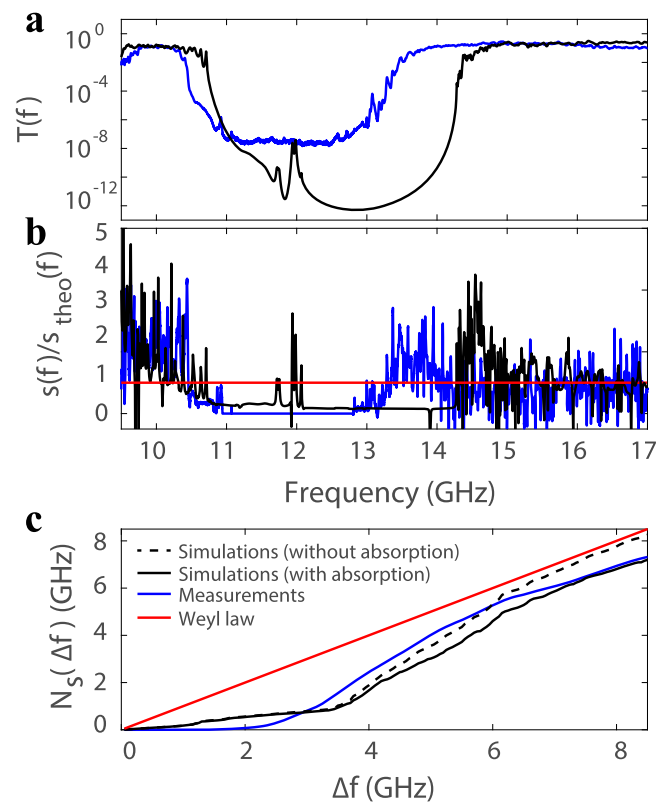 a
T(f)
10^0
10^-4
10^-8
10^-12
b
s(f)/s_theo(f)
5
4
3
2
1
0
10 11 12 13 14 15 16 17
Frequency (GHz)
c
N_s(Δf) (GHz)
8
6
4
2
0
Simulations (without absorption)
Simulations (with absorption)
Measurements
Weyl law
0 2 4 6 8
Δf (GHz)